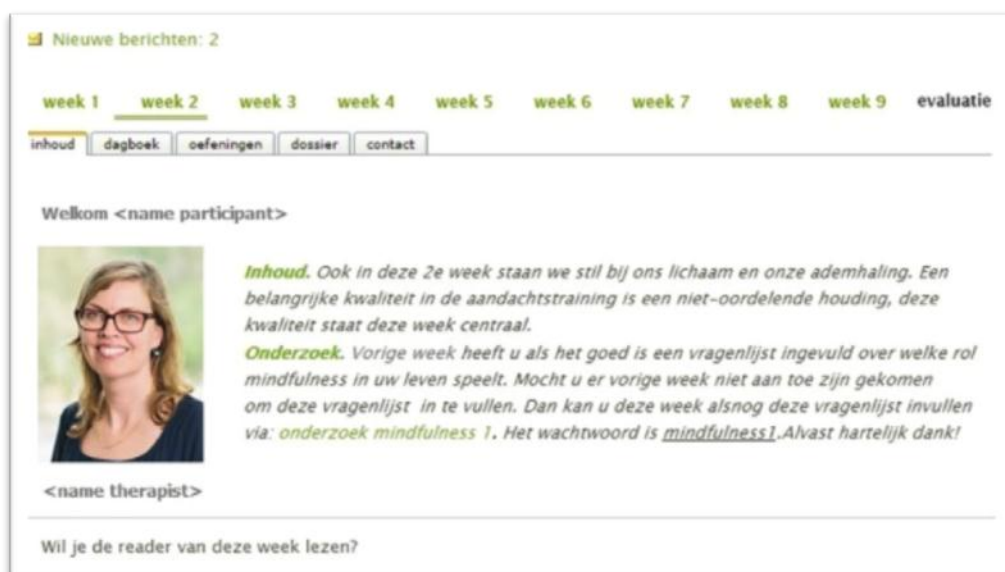 Nieuwe berichten: 2
week 1 week 2 week 3 week 4 week 5 week 6 week 7 week 8 week 9 evaluatie
inhoud dagboek oefeningen dossier contact
Welkom <name participant>
Inhoud. Ook in deze 2e week staan we stil bij ons lichaam en onze ademhaling. Een
belangrijke kwaliteit in de aandachtstraining is een niet-oordelende houding, deze
kwaliteit staat deze week centraal.
Onderzoek. Vorige week heeft u als het goed is een vragenlijst ingevuld over welke rol
mindfulness in uw leven speelt. Mocht u er vorige week niet aan toe zijn gekomen
om deze vragenlijst in te vullen. Dan kan u deze week alsnog deze vragenlijst invullen
via: onderzoek mindfulness 1. Het wachtwoord is mindfulness1.Alvast hartelijk dank!
<name therapist>
Wil je de reader van deze week lezen?